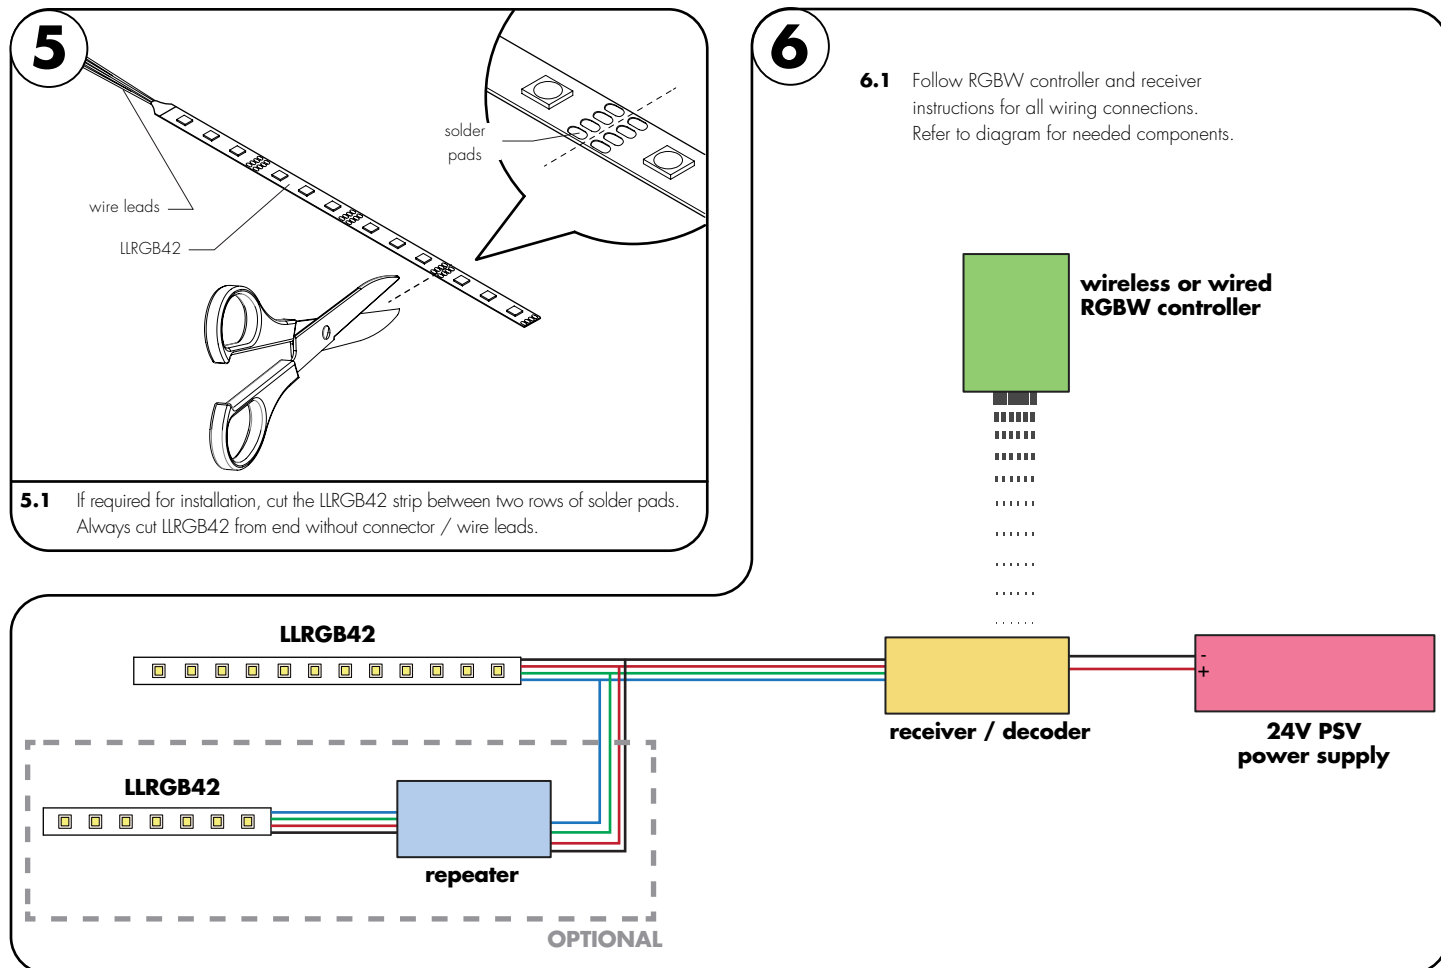 5
solder
pads
wire leads
LLRGB42
5.1 If required for installation, cut the LLRGB42 strip between two rows of solder pads.
Always cut LLRGB42 from end without connector / wire leads.
6
6.1 Follow RGBW controller and receiver
instructions for all wiring connections.
Refer to diagram for needed components.
wireless or wired
RGBW controller
LLRGB42
receiver / decoder
-
+
24V PSV
power supply
LLRGB42
repeater
OPTIONAL